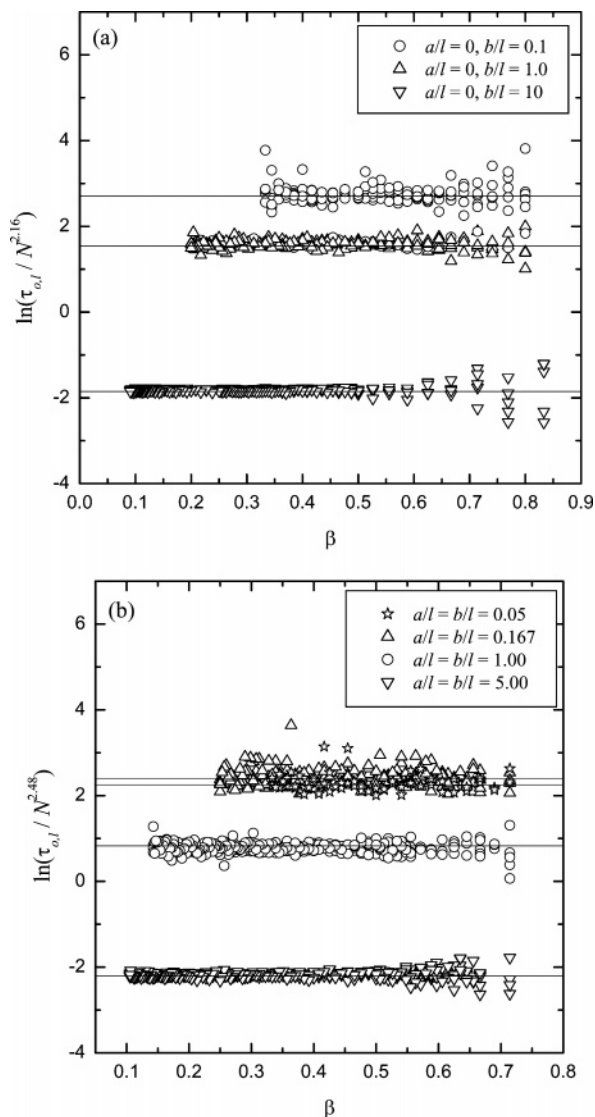 (a)
a/l = 0, b/l = 0.1
a/l = 0, b/l = 1.0
a/l = 0, b/l = 10
ln(τo,l / N^2.16)
6
4
2
0
-2
-4
0.0 0.1 0.2 0.3 0.4 0.5 0.6 0.7 0.8 0.9
β
(b)
a/l = b/l = 0.05
a/l = b/l = 0.167
a/l = b/l = 1.00
a/l = b/l = 5.00
ln(τo,l / N^2.48)
6
4
2
0
-2
-4
0.1 0.2 0.3 0.4 0.5 0.6 0.7 0.8
β